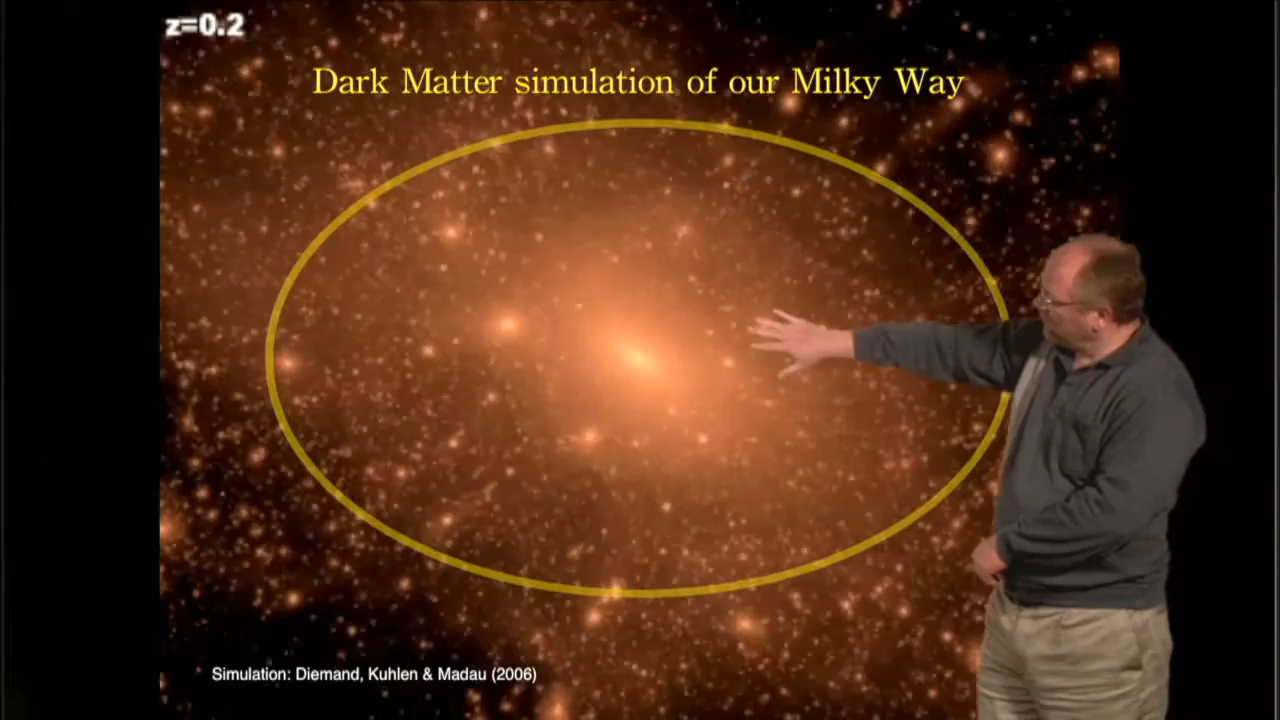 z=0.2
Dark Matter simulation of our Milky Way
Simulation: Diemand, Kuhlen & Madau (2006)